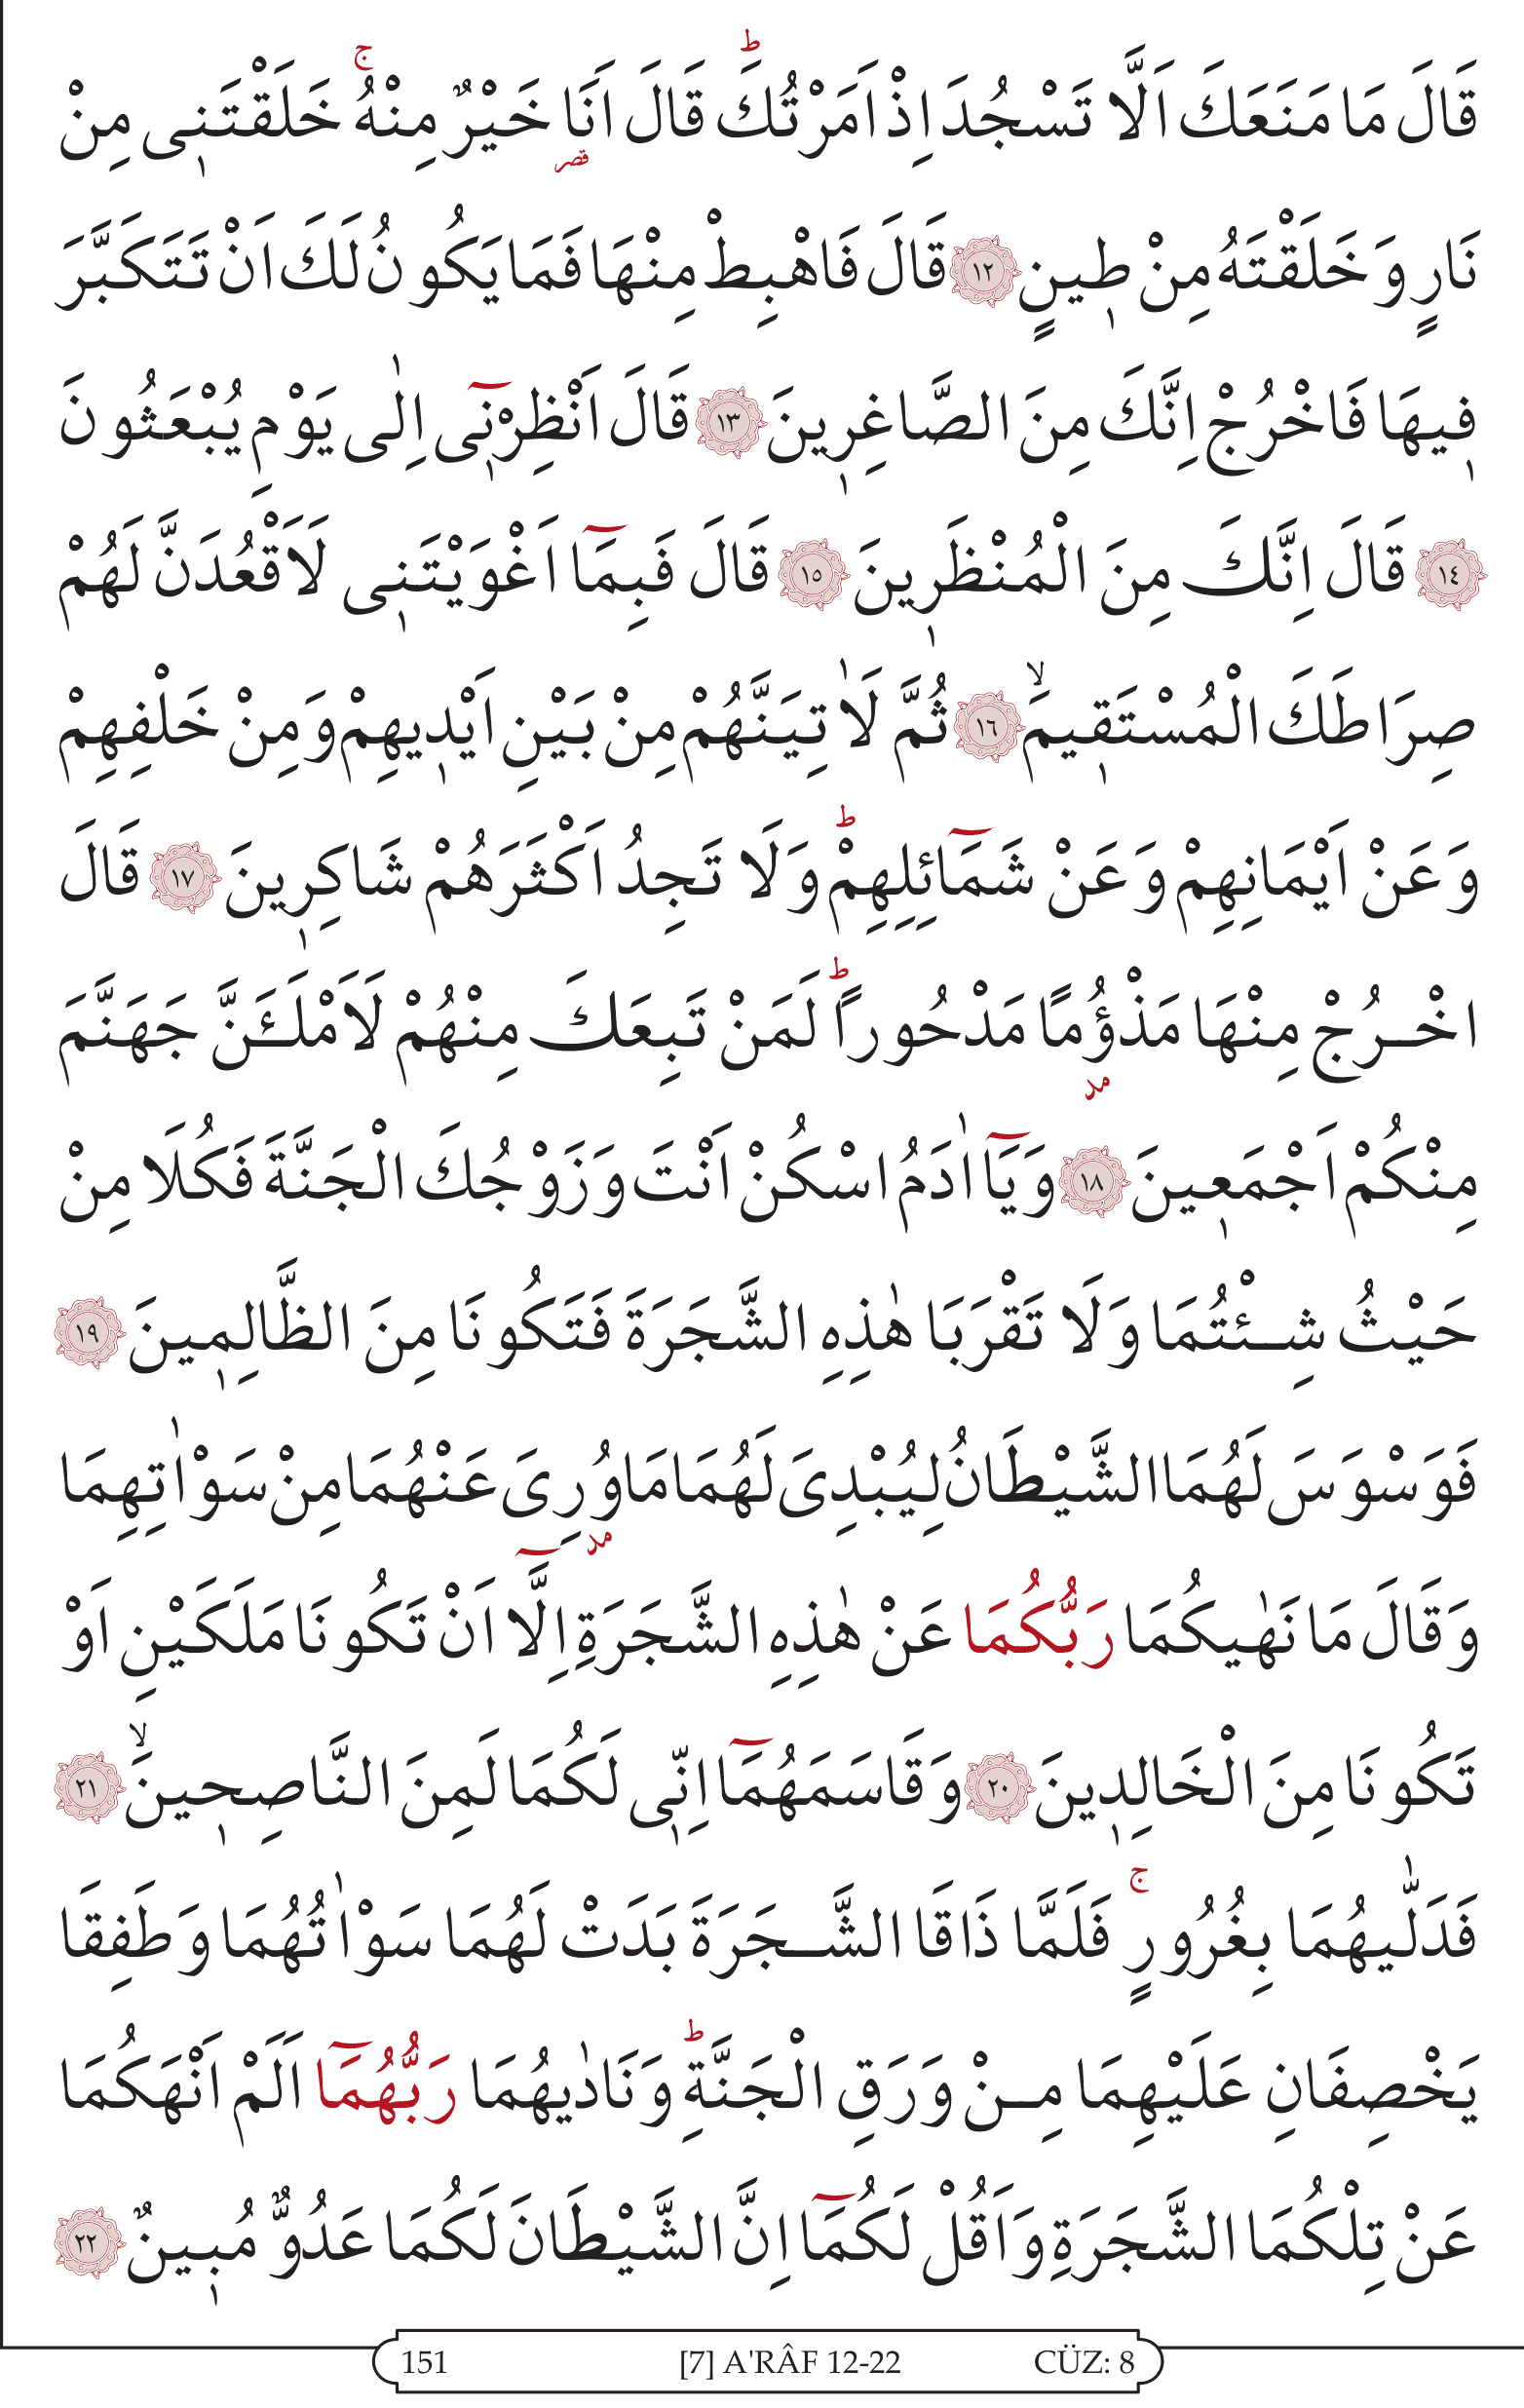 قَالَ مَا مَنَعَكَ اَلَّا تَسْجُدَ اِذْ اَمَرْتُكَۜ قَالَ اَنَا۬ خَيْرٌ مِنْهُۚ خَلَقْتَن۪ى مِنْ
نَارٍ وَخَلَقْتَهُ مِنْ ط۪ينٍ ﴿١٢﴾ قَالَ فَاهْبِطْ مِنْهَا فَمَا يَكُونُ لَكَ اَنْ تَتَكَبَّرَ
ف۪يهَا فَاخْرُجْ اِنَّكَ مِنَ الصَّاغِر۪ينَ ﴿١٣﴾ قَالَ اَنْظِرْن۪ٓى اِلٰى يَوْمِ يُبْعَثُونَ
﴿١٤﴾ قَالَ اِنَّكَ مِنَ الْمُنْظَر۪ينَ ﴿١٥﴾ قَالَ فَبِمَٓا اَغْوَيْتَن۪ى لَاَقْعُدَنَّ لَهُمْ
صِرَاطَكَ الْمُسْتَق۪يمَۙ ﴿١٦﴾ ثُمَّ لَاٰتِيَنَّهُمْ مِنْ بَيْنِ اَيْد۪يهِمْ وَمِنْ خَلْفِهِمْ
وَعَنْ اَيْمَانِهِمْ وَعَنْ شَمَٓائِلِهِمْۜ وَلَا تَجِدُ اَكْثَرَهُمْ شَاكِر۪ينَ ﴿١٧﴾ قَالَ
اخْرُجْ مِنْهَا مَذْؤُ۫مًا مَدْحُورًاۜ لَمَنْ تَبِعَكَ مِنْهُمْ لَاَمْلَـَٔنَّ جَهَنَّمَ
مِنْكُمْ اَجْمَع۪ينَ ﴿١٨﴾ وَيَٓا اٰدَمُ اسْكُنْ اَنْتَ وَزَوْجُكَ الْجَنَّةَ فَكُلَا مِنْ
حَيْثُ شِـئْتُمَا وَلَا تَقْرَبَا هٰذِهِ الشَّجَرَةَ فَتَكُونَا مِنَ الظَّالِم۪ينَ ﴿١٩﴾
فَوَسْوَسَ لَهُمَا الشَّيْطَانُ لِيُبْدِىَ لَهُمَا مَا وُ۫رِىَ عَنْهُمَا مِنْ سَوْاٰتِهِمَا
وَقَالَ مَا نَهٰيكُمَا رَبُّكُمَا عَنْ هٰذِهِ الشَّجَرَةِ اِلَّٓا اَنْ تَكُونَا مَلَكَيْنِ اَوْ
تَكُونَا مِنَ الْخَالِد۪ينَ ﴿٢٠﴾ وَقَاسَمَهُمَٓا اِنّ۪ى لَكُمَا لَمِنَ النَّاصِح۪ينَۙ ﴿٢١﴾
فَدَلّٰيهُمَا بِغُرُورٍۚ فَلَمَّا ذَاقَا الشَّـجَرَةَ بَدَتْ لَهُمَا سَوْاٰتُهُمَا وَطَفِقَا
يَخْصِفَانِ عَلَيْهِمَا مِـنْ وَرَقِ الْجَنَّةِۜ وَنَادٰيهُمَا رَبُّهُمَٓا اَلَمْ اَنْهَكُمَا
عَنْ تِلْكُمَا الشَّجَرَةِ وَاَقُلْ لَكُمَٓا اِنَّ الشَّيْطَانَ لَكُمَا عَدُوٌّ مُب۪ينٌ ﴿٢٢﴾
151 [7] A'RÂF 12-22 CÜZ: 8